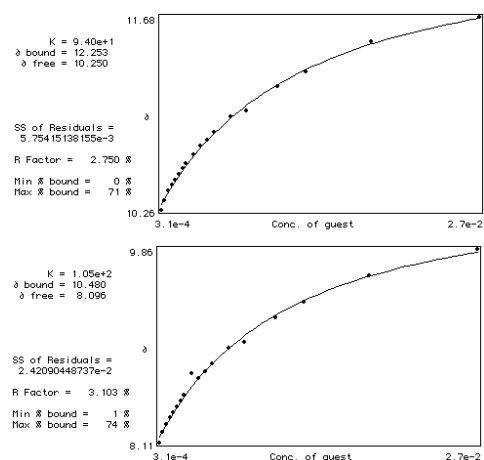 11.68
K = 9.40e+1
∂ bound = 12.253
∂ free = 10.250
∂
SS of Residuals =
5.75415138155e-3
R Factor = 2.750 %
Min % bound = 0 %
Max % bound = 71 %
10.26
3.1e-4 Conc. of guest 2.7e-2
9.86
K = 1.05e+2
∂ bound = 10.480
∂ free = 8.096
∂
SS of Residuals =
2.42090448737e-2
R Factor = 3.103 %
Min % bound = 1 %
Max % bound = 74 %
8.11
3.1e-4 Conc. of guest 2.7e-2